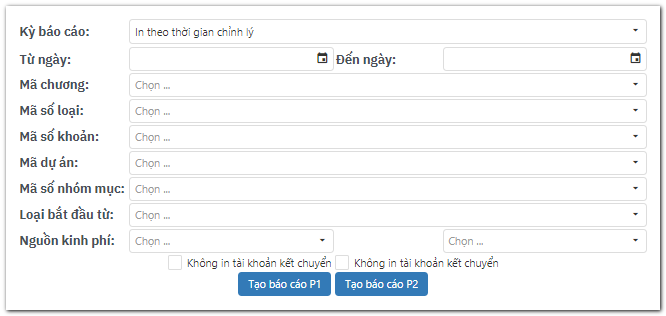 Kỳ báo cáo: In theo thời gian chỉnh lý
Từ ngày: Đến ngày:
Mã chương: Chọn ...
Mã số loại: Chọn ...
Mã số khoản: Chọn ...
Mã dự án: Chọn ...
Mã số nhóm mục: Chọn ...
Loại bắt đầu từ: Chọn ...
Nguồn kinh phí: Chọn ... Chọn ...
Không in tài khoản kết chuyển Không in tài khoản kết chuyển
Tạo báo cáo P1 Tạo báo cáo P2